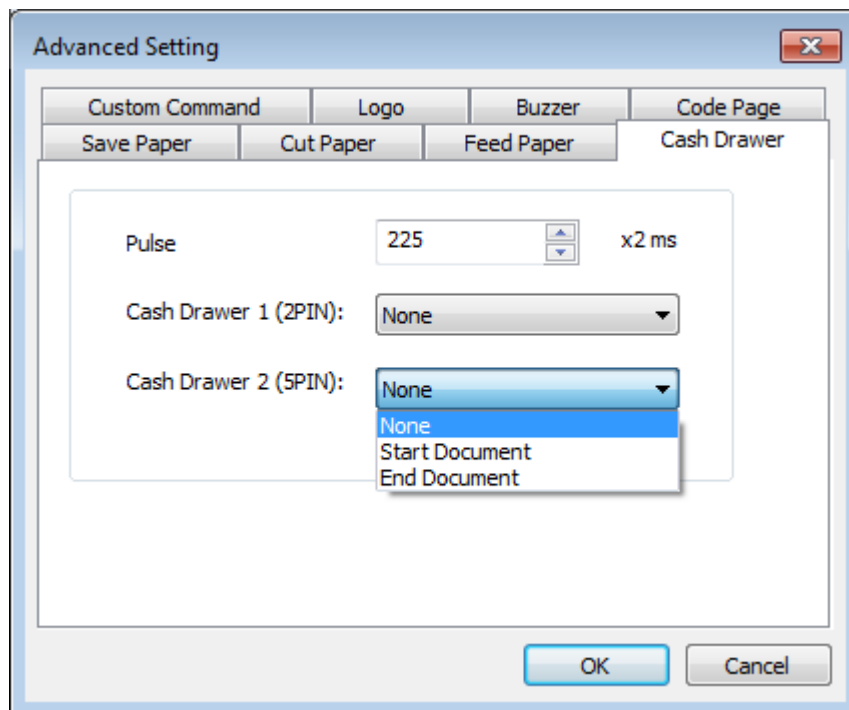 Advanced Setting
Custom Command Logo Buzzer Code Page
Save Paper Cut Paper Feed Paper Cash Drawer
Pulse 225 x2 ms
Cash Drawer 1 (2PIN): None
Cash Drawer 2 (5PIN): None
None
Start Document
End Document
OK Cancel